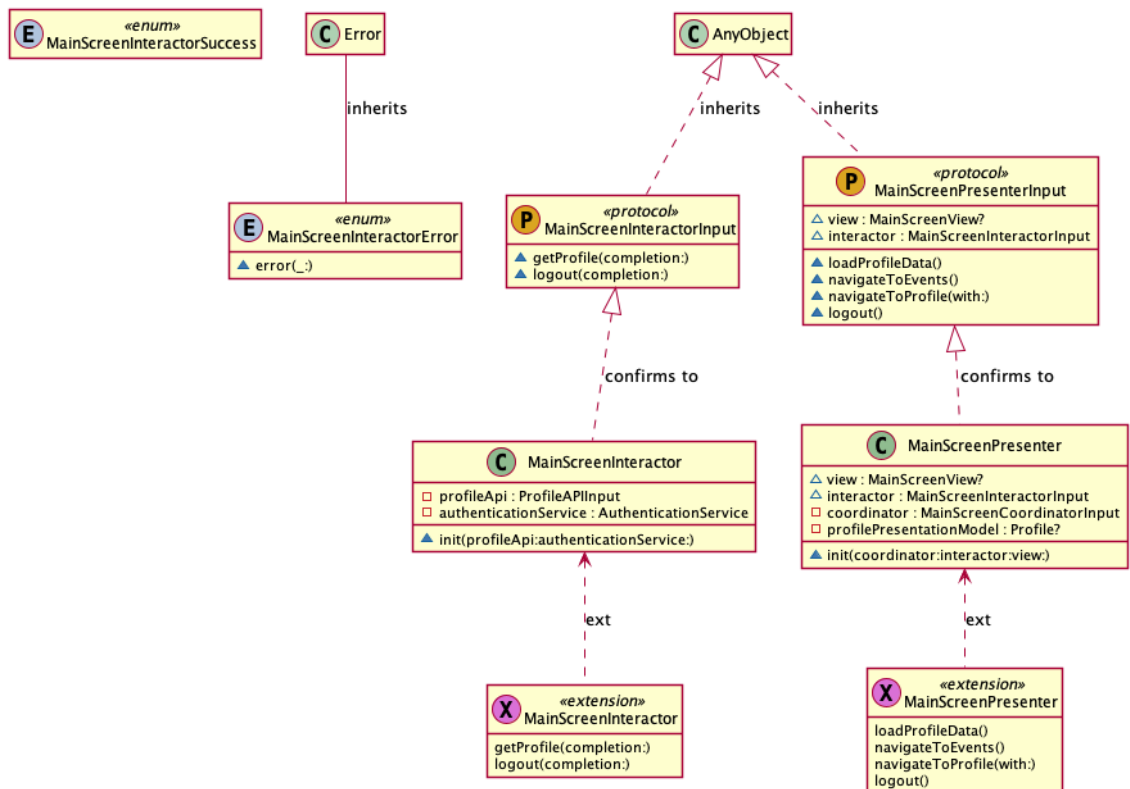 E
«enum»
MainScreenInteractorSuccess
C Error
C AnyObject
inherits
inherits
inherits
E
«enum»
MainScreenInteractorError
error(_:)
P
«protocol»
MainScreenInteractorInput
getProfile(completion:)
logout(completion:)
P
«protocol»
MainScreenPresenterInput
view : MainScreenView?
interactor : MainScreenInteractorInput
loadProfileData()
navigateToEvents()
navigateToProfile(with:)
logout()
confirms to
confirms to
C MainScreenInteractor
profileApi : ProfileAPIInput
authenticationService : AuthenticationService
init(profileApi:authenticationService:)
C MainScreenPresenter
view : MainScreenView?
interactor : MainScreenInteractorInput
coordinator : MainScreenCoordinatorInput
profilePresentationModel : Profile?
init(coordinator:interactor:view:)
ext
ext
X
«extension»
MainScreenInteractor
getProfile(completion:)
logout(completion:)
X
«extension»
MainScreenPresenter
loadProfileData()
navigateToEvents()
navigateToProfile(with:)
logout()